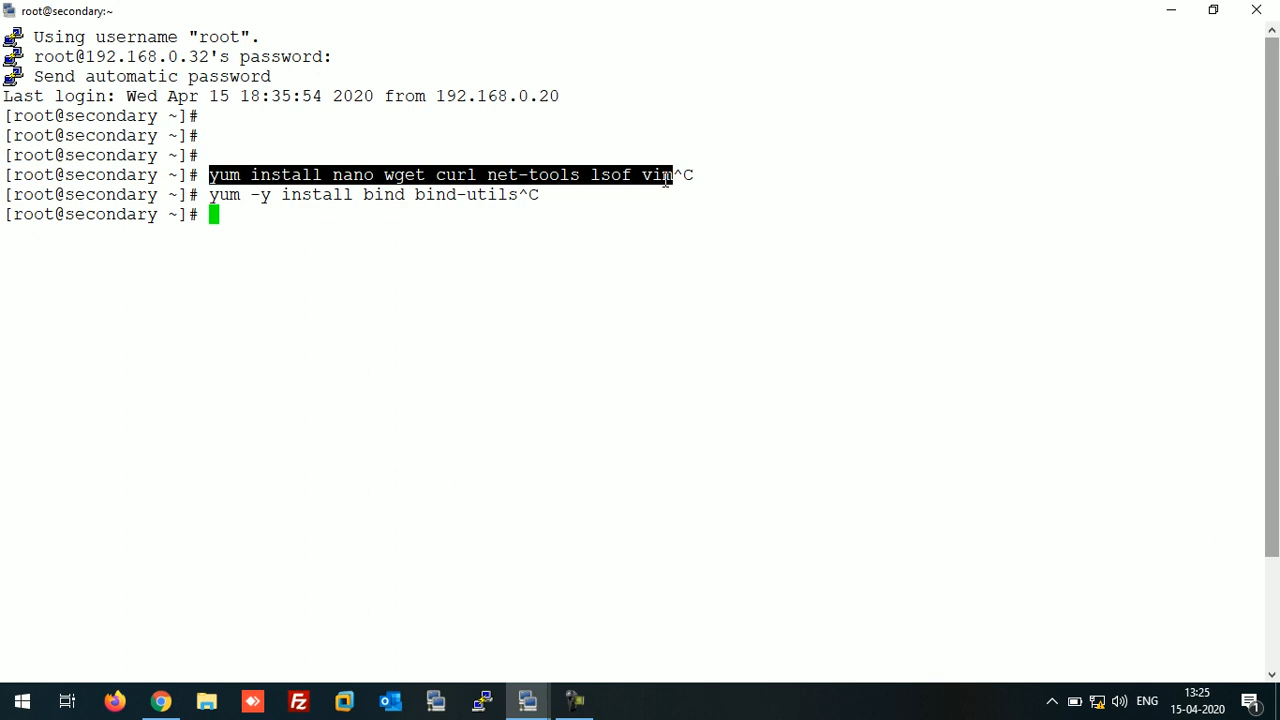 root@secondary:~
Using username "root".
root@192.168.0.32's password:
Send automatic password
Last login: Wed Apr 15 18:35:54 2020 from 192.168.0.20
[root@secondary ~]#
[root@secondary ~]#
[root@secondary ~]#
[root@secondary ~]# yum install nano wget curl net-tools lsof vim^C
[root@secondary ~]# yum -y install bind bind-utils^C
[root@secondary ~]#
ENG
13:25
15-04-2020
1